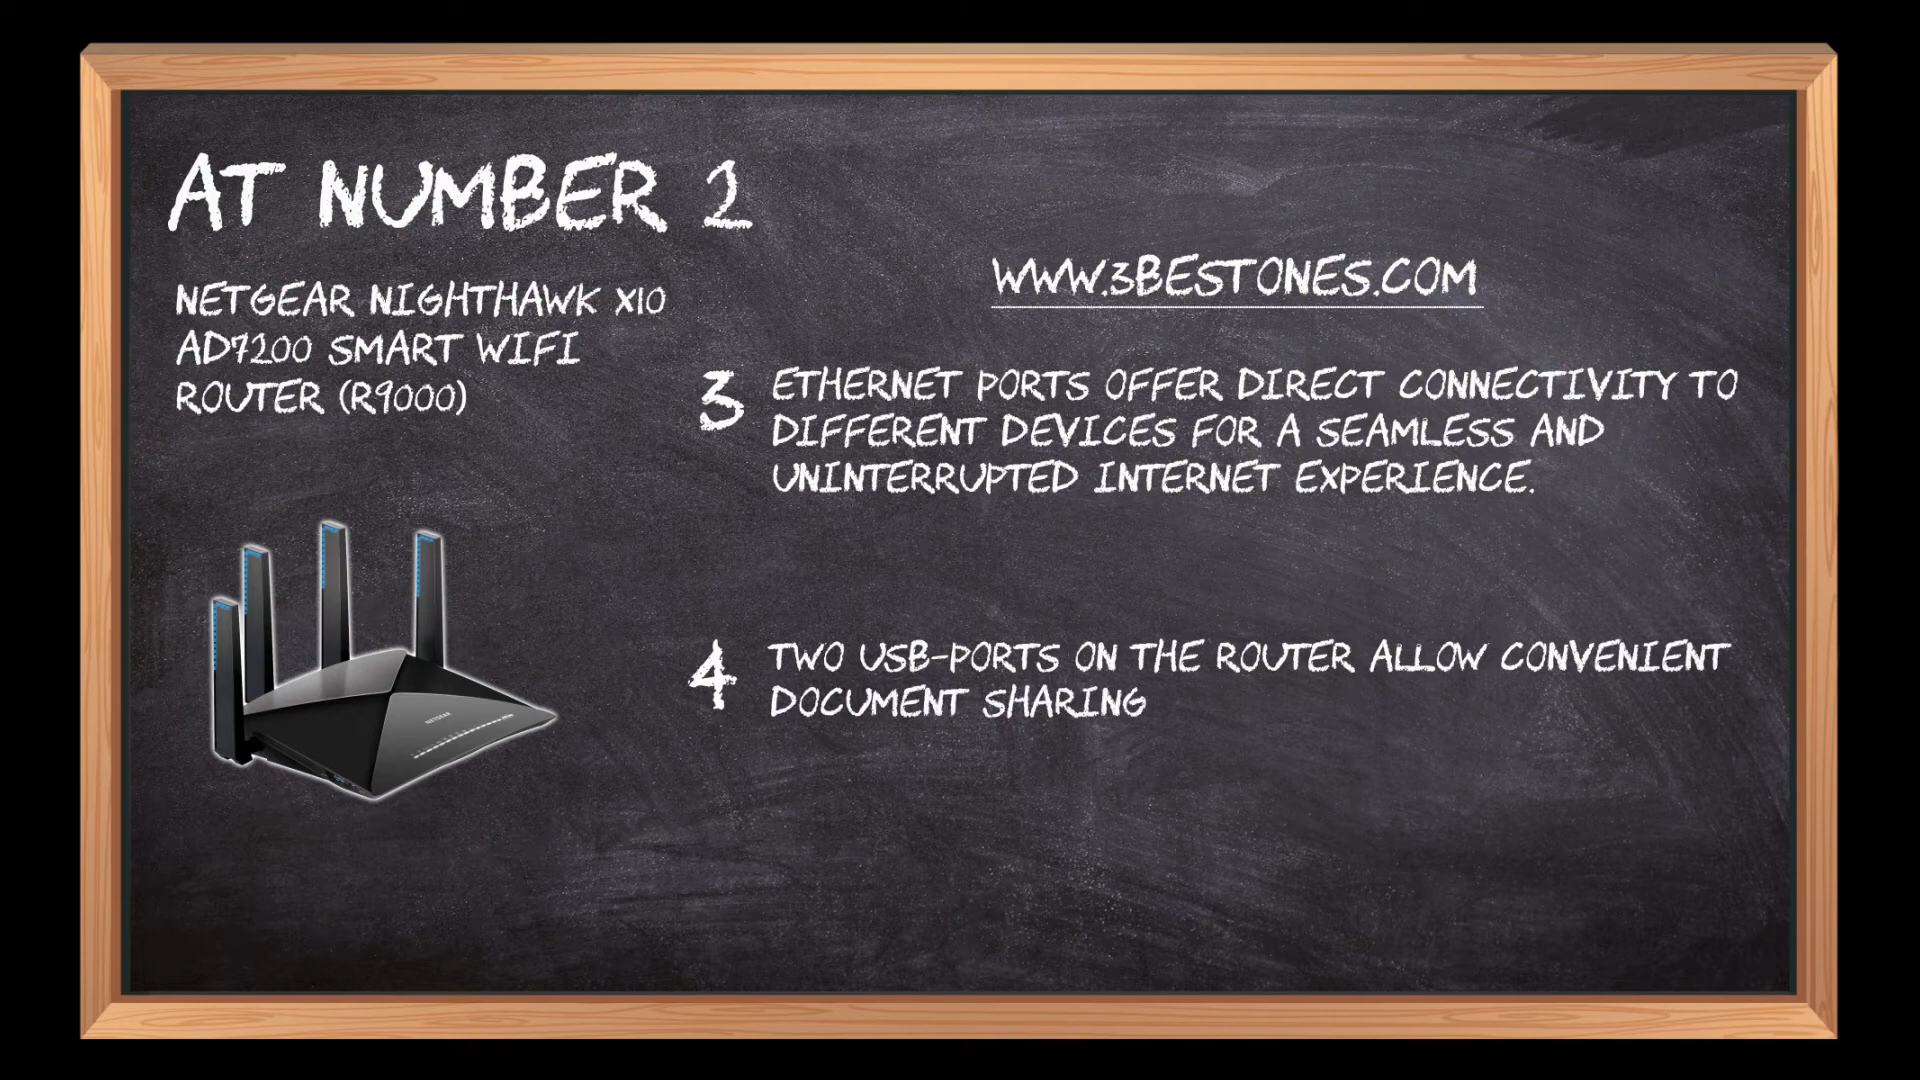 AT NUMBER 2
NETGEAR NIGHTHAWK X10
AD7200 SMART WIFI
ROUTER (R9000)
WWW.3BESTONES.COM
3 ETHERNET PORTS OFFER DIRECT CONNECTIVITY TO
DIFFERENT DEVICES FOR A SEAMLESS AND
UNINTERRUPTED INTERNET EXPERIENCE.
4 TWO USB-PORTS ON THE ROUTER ALLOW CONVENIENT
DOCUMENT SHARING
NETGEAR